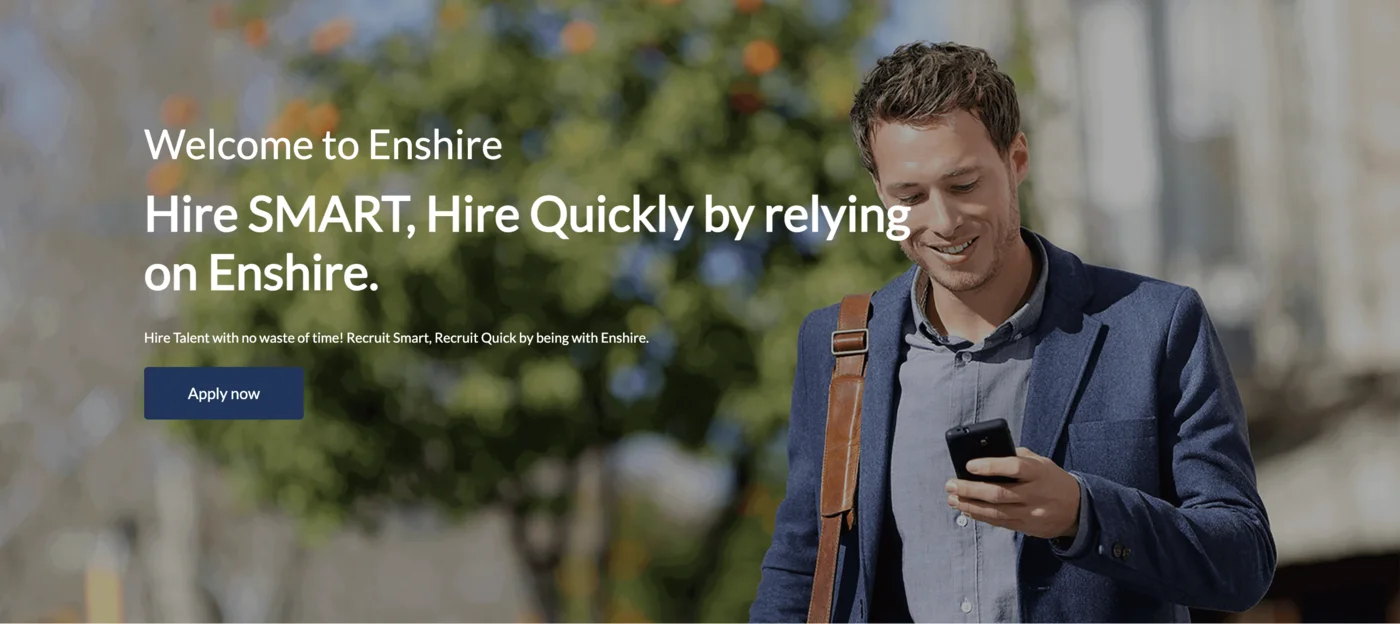 Welcome to Enshire
Hire SMART, Hire Quickly by relying
on Enshire.
Hire Talent with no waste of time! Recruit Smart, Recruit Quick by being with Enshire.
Apply now